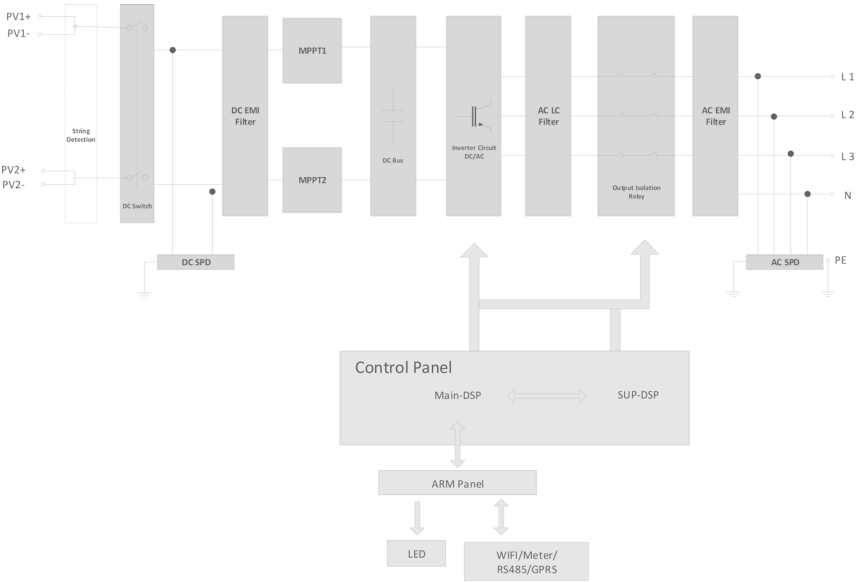 PV1+
PV1-
PV2+
PV2-
String
Detection
DC Switch
DC SPD
DC EMI
Filter
MPPT1
MPPT2
DC Bus
Inverter Circuit
DC/AC
AC LC
Filter
Output Isolation
Relay
AC EMI
Filter
L 1
L 2
L 3
N
AC SPD
PE
Control Panel
Main-DSP
SUP-DSP
ARM Panel
LED
WIFI/Meter/
RS485/GPRS